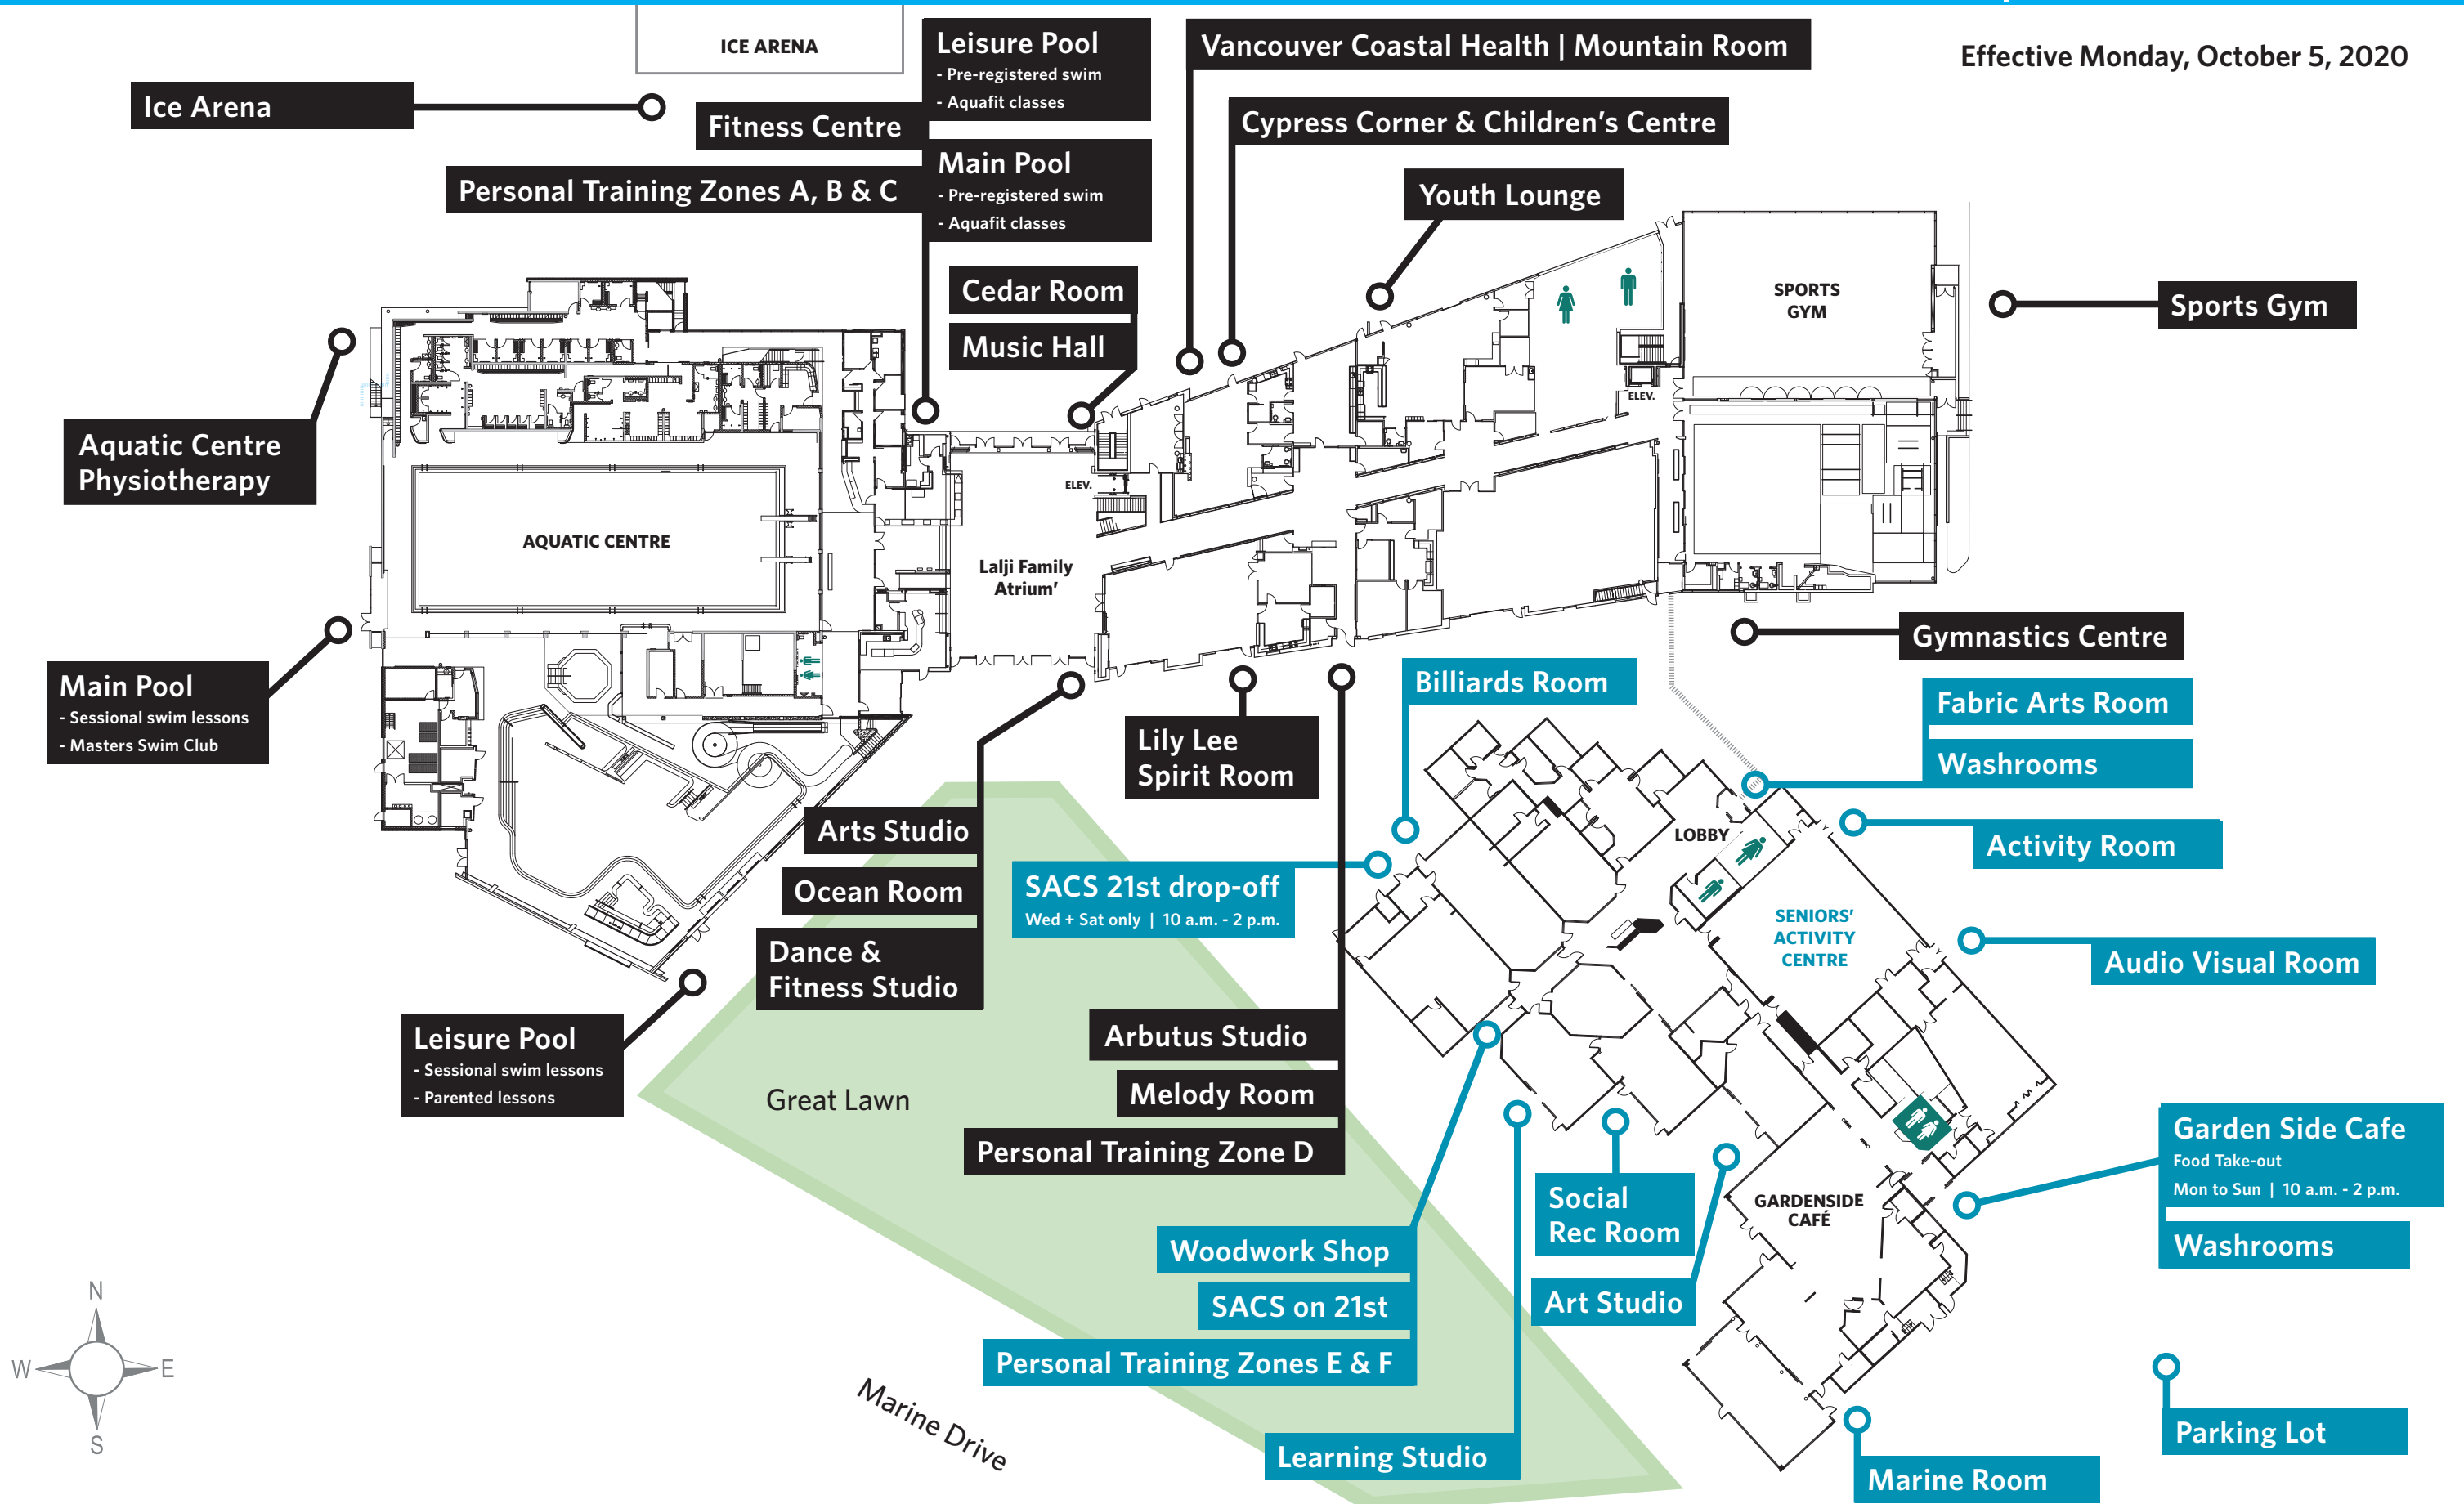 Effective Monday, October 5, 2020
ICE ARENA
Ice Arena
Leisure Pool
- Pre-registered swim
- Aquafit classes
Fitness Centre
Main Pool
- Pre-registered swim
- Aquafit classes
Personal Training Zones A, B & C
Vancouver Coastal Health | Mountain Room
Cypress Corner & Children's Centre
Youth Lounge
Cedar Room
Music Hall
SPORTS
GYM
Sports Gym
ELEV.
Aquatic Centre
Physiotherapy
ELEV.
AQUATIC CENTRE
Lalji Family
Atrium'
Gymnastics Centre
Main Pool
- Sessional swim lessons
- Masters Swim Club
Billiards Room
Fabric Arts Room
Washrooms
Lily Lee
Spirit Room
Arts Studio
Ocean Room
Dance &
Fitness Studio
SACS 21st drop-off
Wed + Sat only | 10 a.m. - 2 p.m.
LOBBY
Activity Room
SENIORS'
ACTIVITY
CENTRE
Audio Visual Room
Leisure Pool
- Sessional swim lessons
- Parented lessons
Great Lawn
Arbutus Studio
Melody Room
Personal Training Zone D
Garden Side Cafe
Food Take-out
Mon to Sun | 10 a.m. - 2 p.m.
Washrooms
Social
Rec Room
GARDENSIDE
CAFÉ
Woodwork Shop
SACS on 21st
Personal Training Zones E & F
Art Studio
N
W
E
S
Marine Drive
Learning Studio
Parking Lot
Marine Room